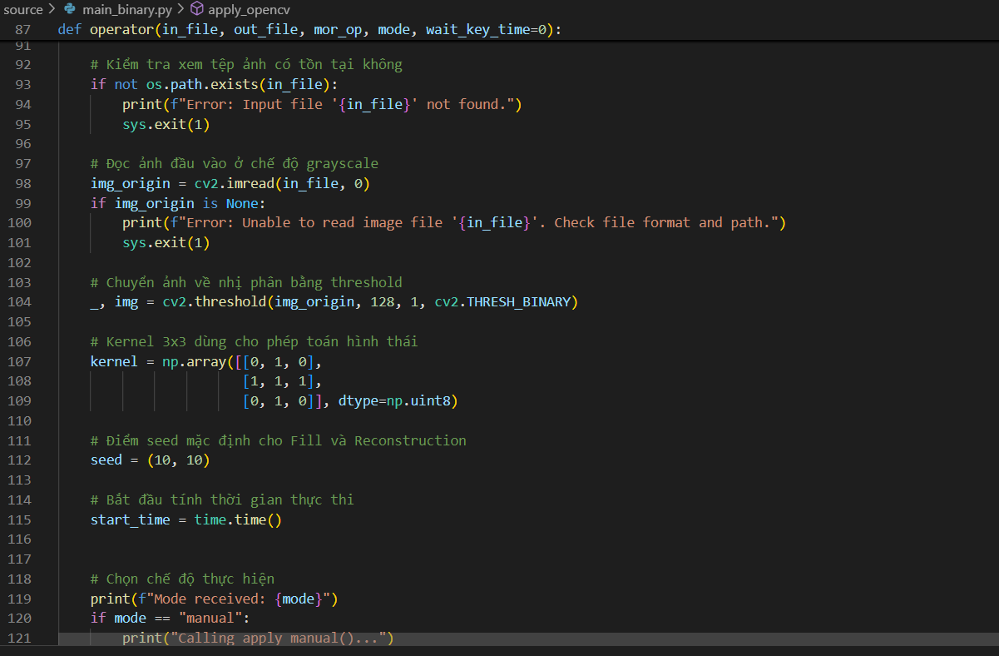 source > main_binary.py > apply_opencv
87 def operator(in_file, out_file, mor_op, mode, wait_key_time=0):
91
92 # Kiểm tra xem tệp ảnh có tồn tại không
93 if not os.path.exists(in_file):
94 print(f"Error: Input file '{in_file}' not found.")
95 sys.exit(1)
96
97 # Đọc ảnh đầu vào ở chế độ grayscale
98 img_origin = cv2.imread(in_file, 0)
99 if img_origin is None:
100 print(f"Error: Unable to read image file '{in_file}'. Check file format and path.")
101 sys.exit(1)
102
103 # Chuyển ảnh về nhị phân bằng threshold
104 _, img = cv2.threshold(img_origin, 128, 1, cv2.THRESH_BINARY)
105
106 # Kernel 3x3 dùng cho phép toán hình thái
107 kernel = np.array([[0, 1, 0],
108 [1, 1, 1],
109 [0, 1, 0]], dtype=np.uint8)
110
111 # Điểm seed mặc định cho Fill và Reconstruction
112 seed = (10, 10)
113
114 # Bắt đầu tính thời gian thực thi
115 start_time = time.time()
116
117
118 # Chọn chế độ thực hiện
119 print(f"Mode received: {mode}")
120 if mode == "manual":
121 print("Calling apply_manual()...")